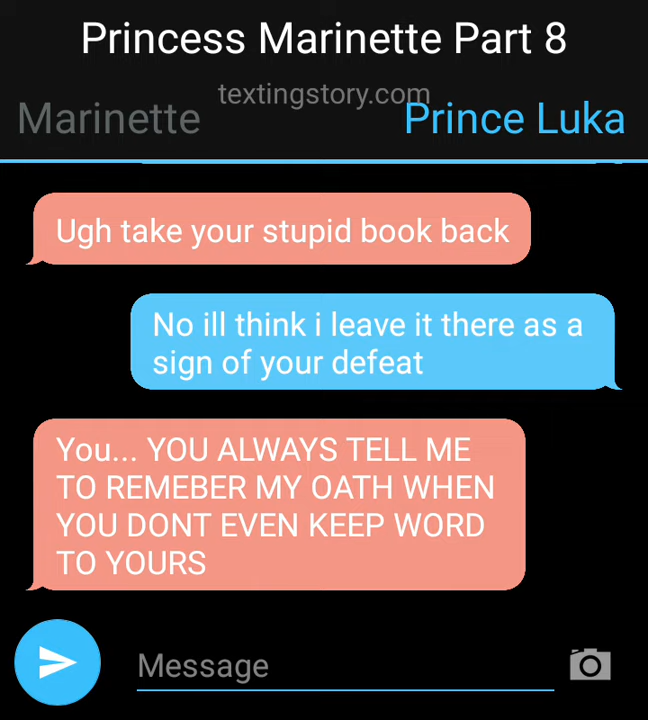 Princess Marinette Part 8
textingstory.com
Marinette
Prince Luka
Ugh take your stupid book back
No ill think i leave it there as a
sign of your defeat
You... YOU ALWAYS TELL ME
TO REMEBER MY OATH WHEN
YOU DONT EVEN KEEP WORD
TO YOURS
Message